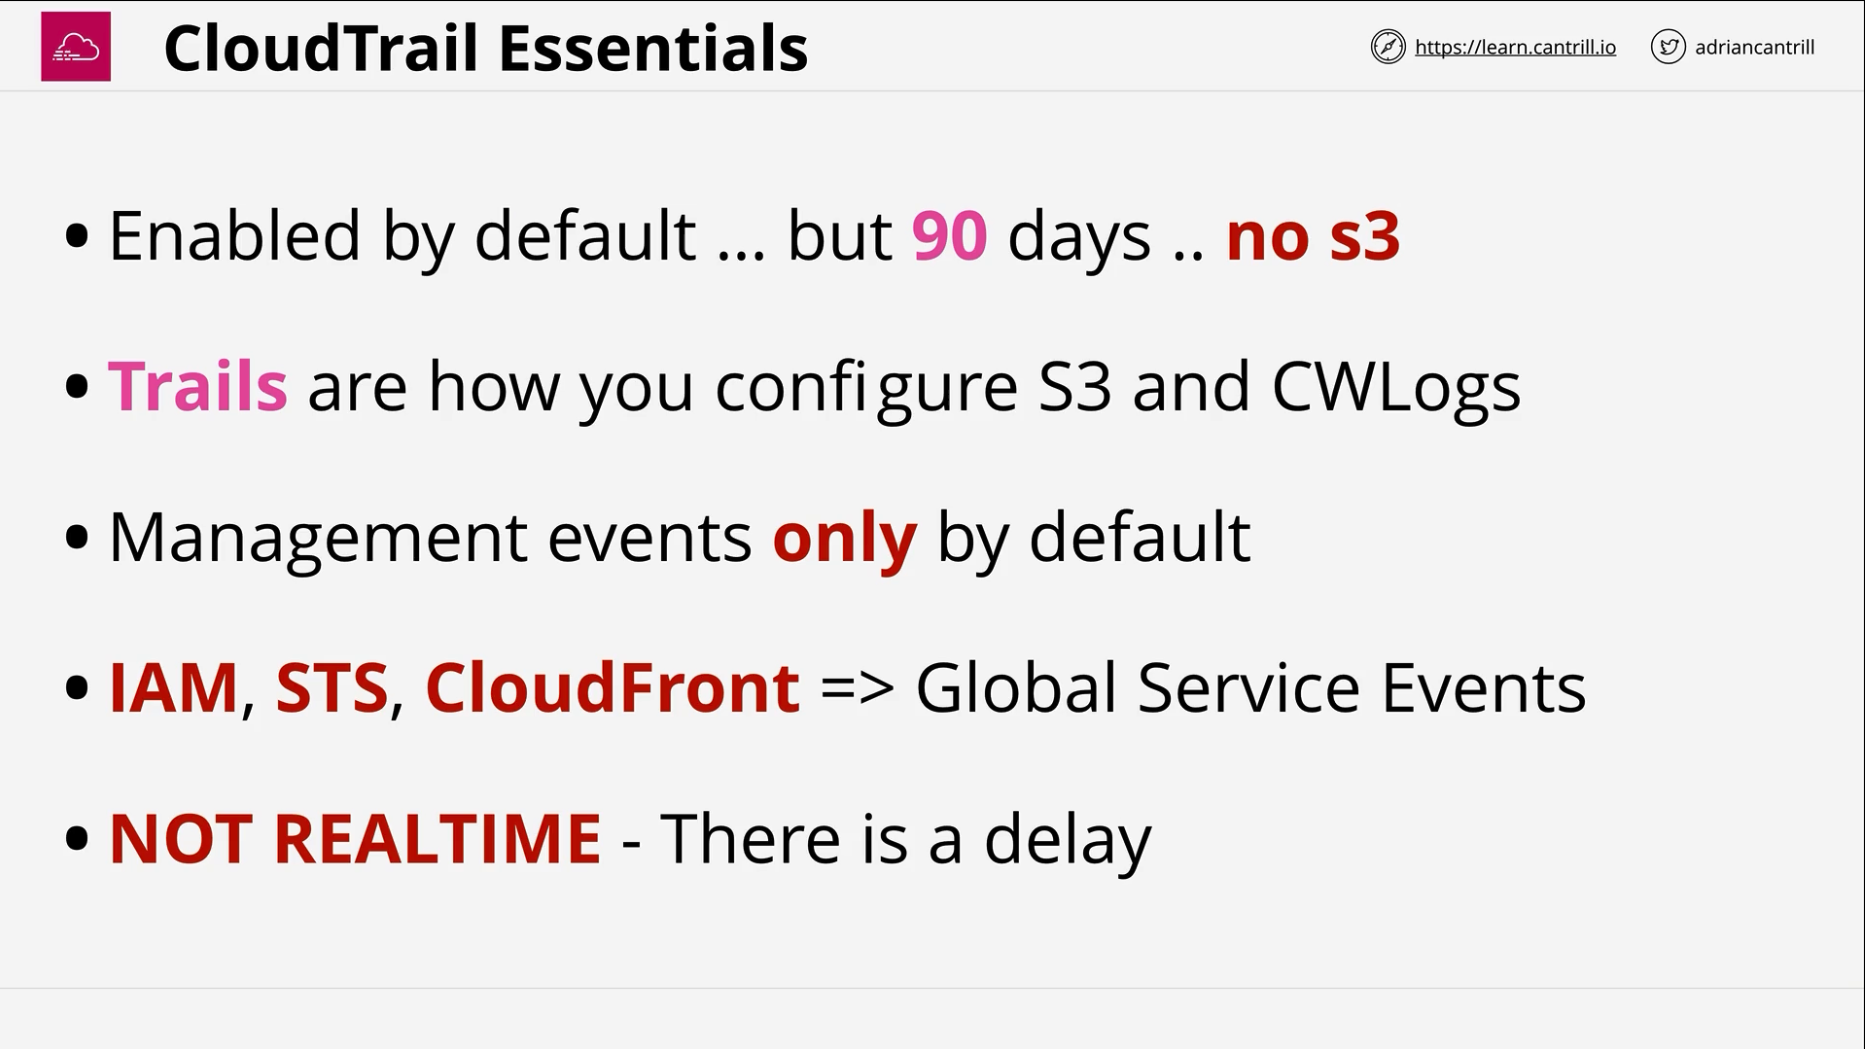 CloudTrail Essentials
https://learn.cantrill.io
adriancantrill
• Enabled by default ... but 90 days .. no s3
• Trails are how you configure S3 and CWLogs
• Management events only by default
• IAM, STS, CloudFront => Global Service Events
• NOT REALTIME - There is a delay